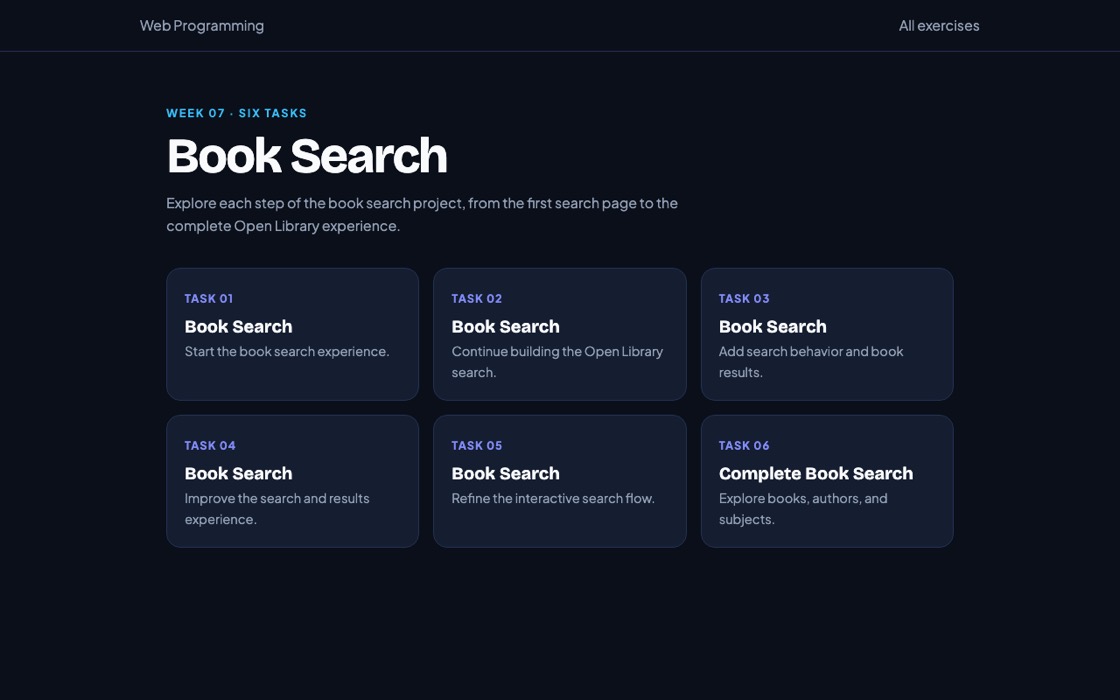 Web Programming
All exercises
WEEK 07 · SIX TASKS
Book Search
Explore each step of the book search project, from the first search page to the
complete Open Library experience.
TASK 01
Book Search
Start the book search experience.
TASK 02
Book Search
Continue building the Open Library
search.
TASK 03
Book Search
Add search behavior and book
results.
TASK 04
Book Search
Improve the search and results
experience.
TASK 05
Book Search
Refine the interactive search flow.
TASK 06
Complete Book Search
Explore books, authors, and
subjects.